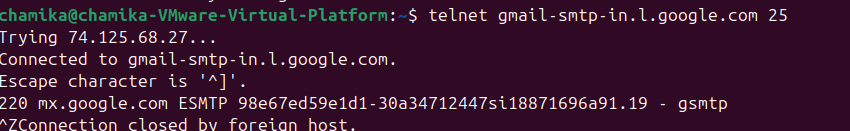 chamika@chamika-VMware-Virtual-Platform:~$ telnet gmail-smtp-in.l.google.com 25
Trying 74.125.68.27...
Connected to gmail-smtp-in.l.google.com.
Escape character is '^]'.
220 mx.google.com ESMTP 98e67ed59e1d1-30a34712447si18871696a91.19 - gsmtp
^ZConnection closed by foreign host.